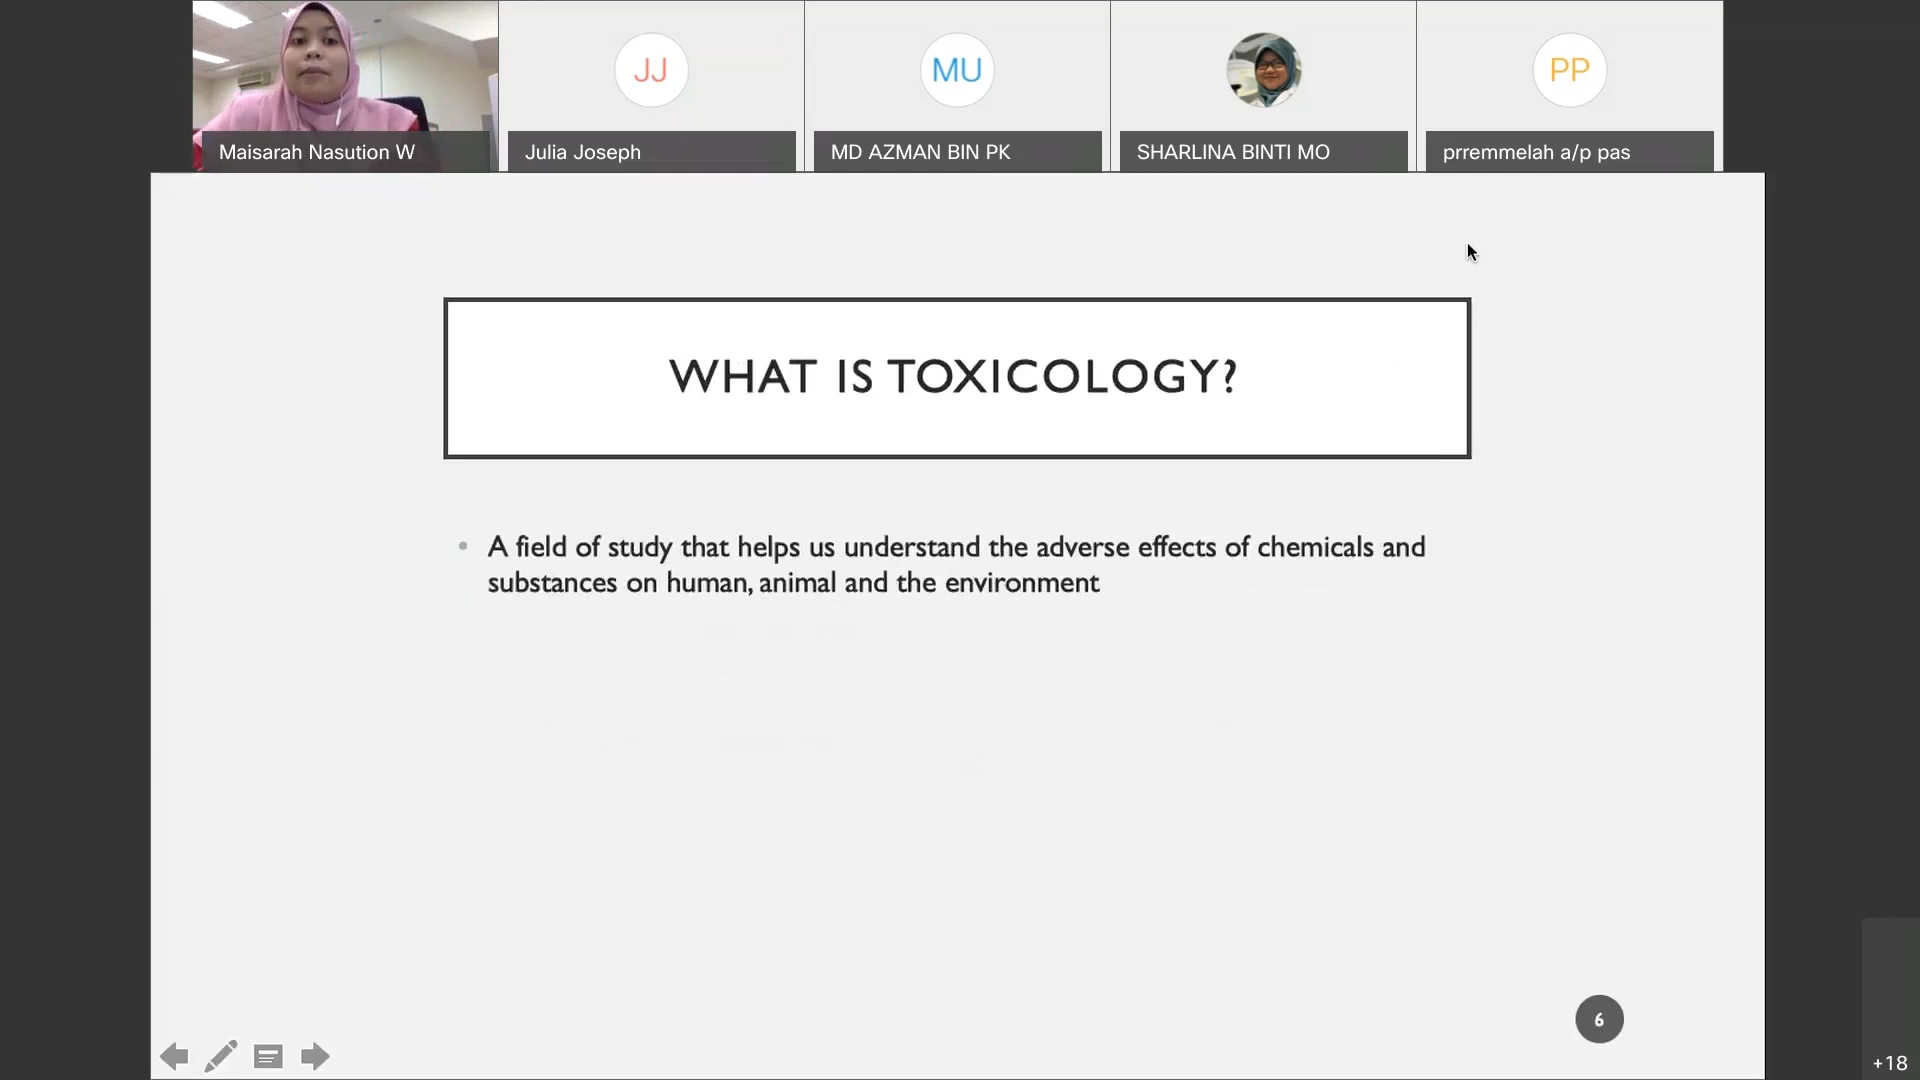 JJ
MU
PP
Maisarah Nasution W
Julia Joseph
MD AZMAN BIN PK
SHARLINA BINTI MO
prremmelah a/p pas
WHAT IS TOXICOLOGY?
• A field of study that helps us understand the adverse effects of chemicals and
substances on human, animal and the environment
6
+18